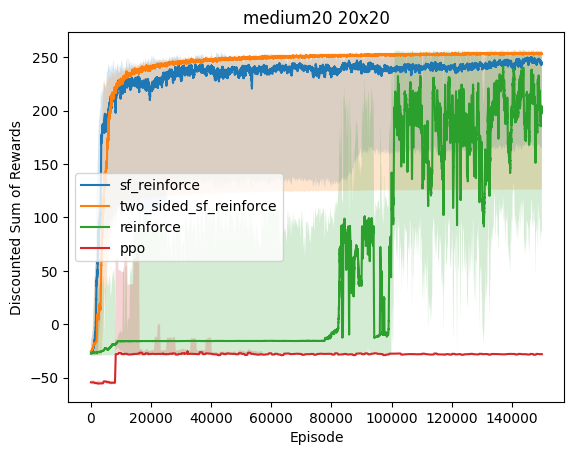 medium20 20x20
Discounted Sum of Rewards
250
200
150
100
50
0
−50
sf_reinforce
two_sided_sf_reinforce
reinforce
ppo
0 20000 40000 60000 80000 100000 120000 140000
Episode